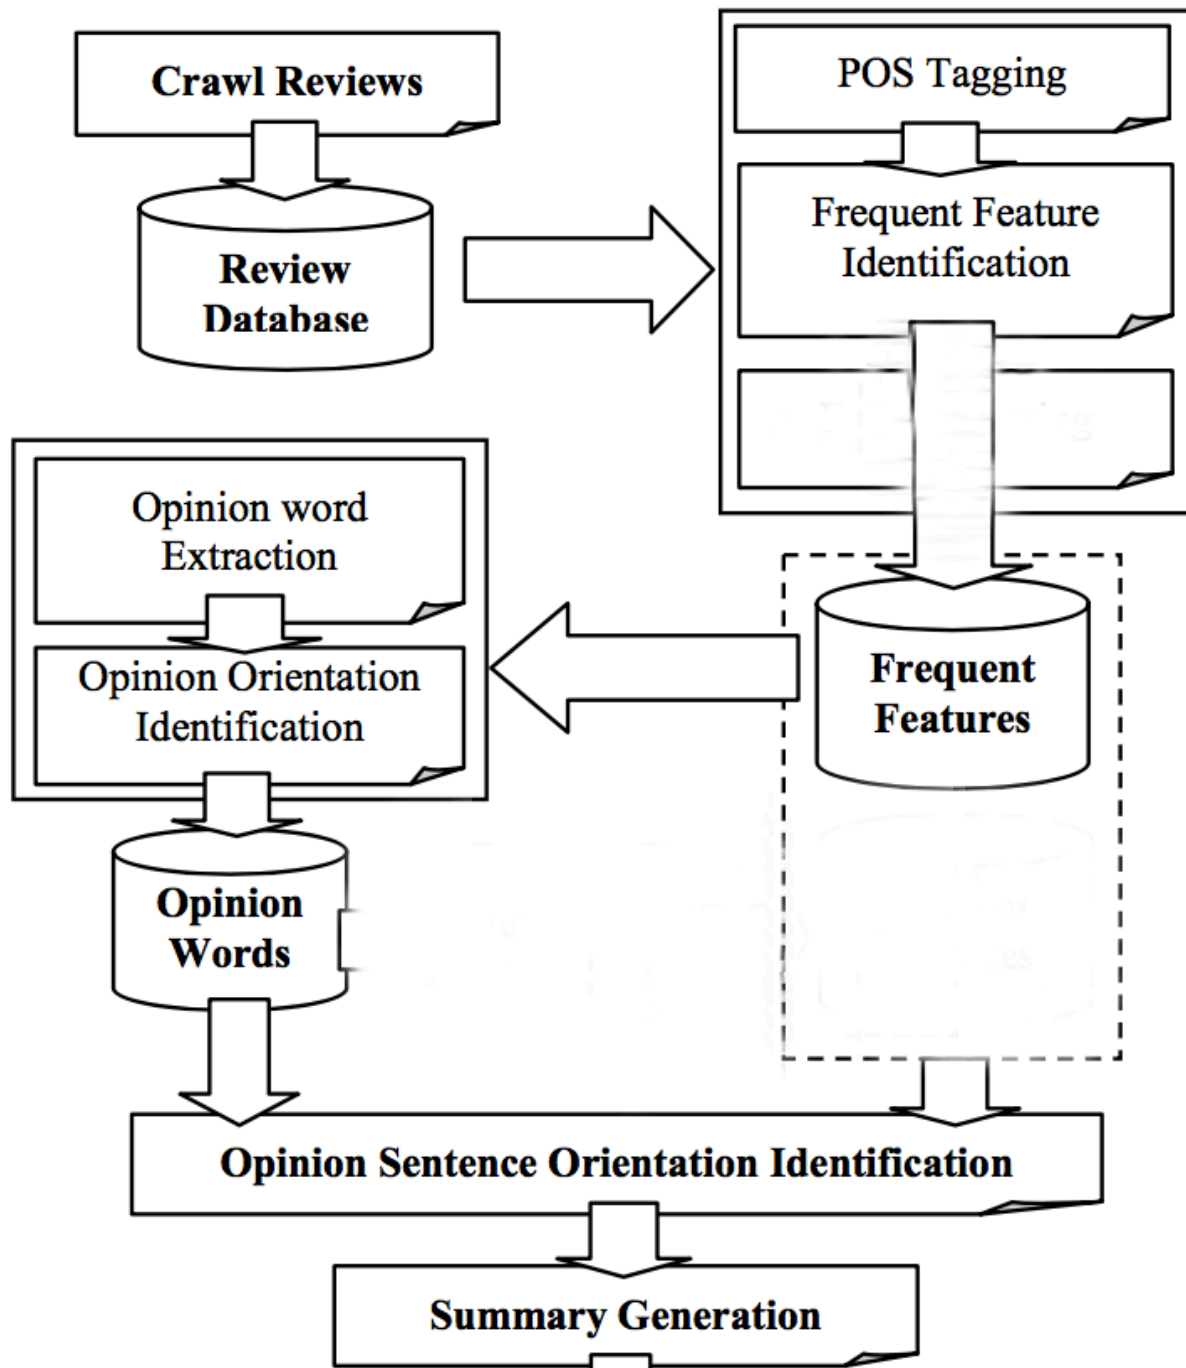 Crawl Reviews
Review
Database
POS Tagging
Frequent Feature
Identification
Opinion word
Extraction
Opinion Orientation
Identification
Frequent
Features
Opinion
Words
Opinion Sentence Orientation Identification
Summary Generation